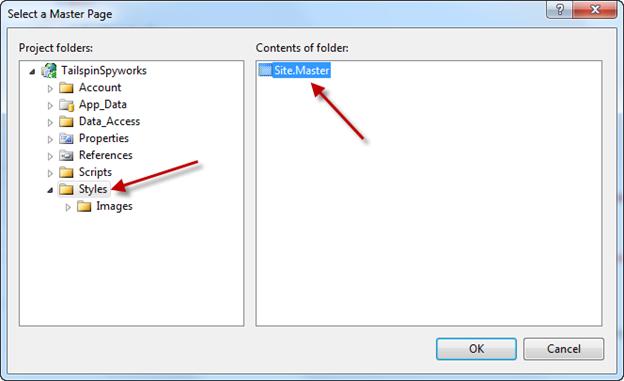 Select a Master Page
Project folders:
Contents of folder:
TailspinSpyworks
Account
App_Data
Data_Access
Properties
References
Scripts
Styles
Images
Site.Master
OK
Cancel